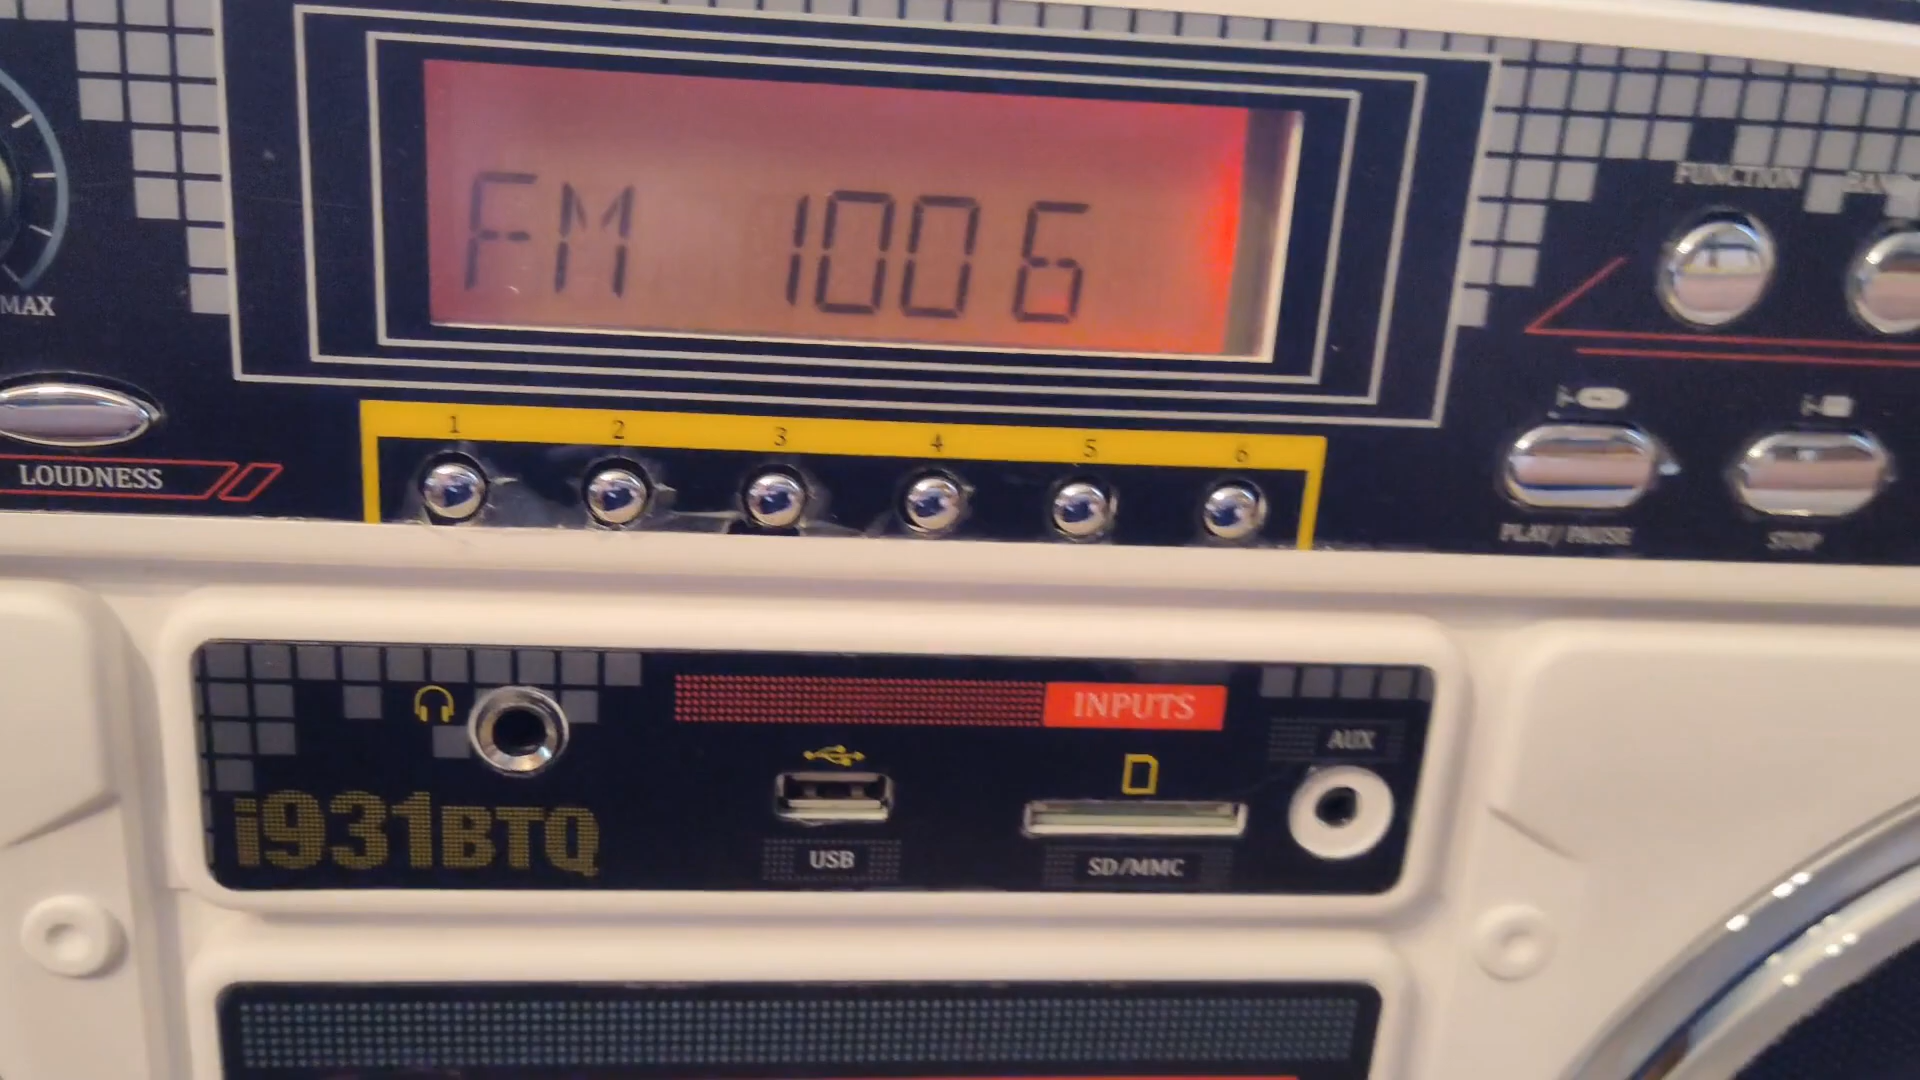 FM 1006
FUNCTION
MAX
1 2 3 4 5 6
LOUDNESS
PLAY/PAUSE
STOP
INPUTS
AUX
i931BTQ
USB
SD/MMC